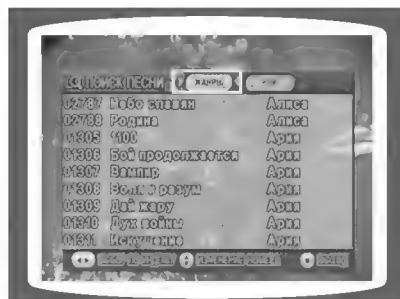 ПОИСК ПЕСНИ ЖАНРЫ
02787 Небо славян Алиса
02788 Родина Алиса
01305 '100 Ария
01306 Бой продолжается Ария
01307 Вампир Ария
01308 Воля и разум Ария
01309 Дай жару Ария
01310 Дух войны Ария
01311 Искушение Ария